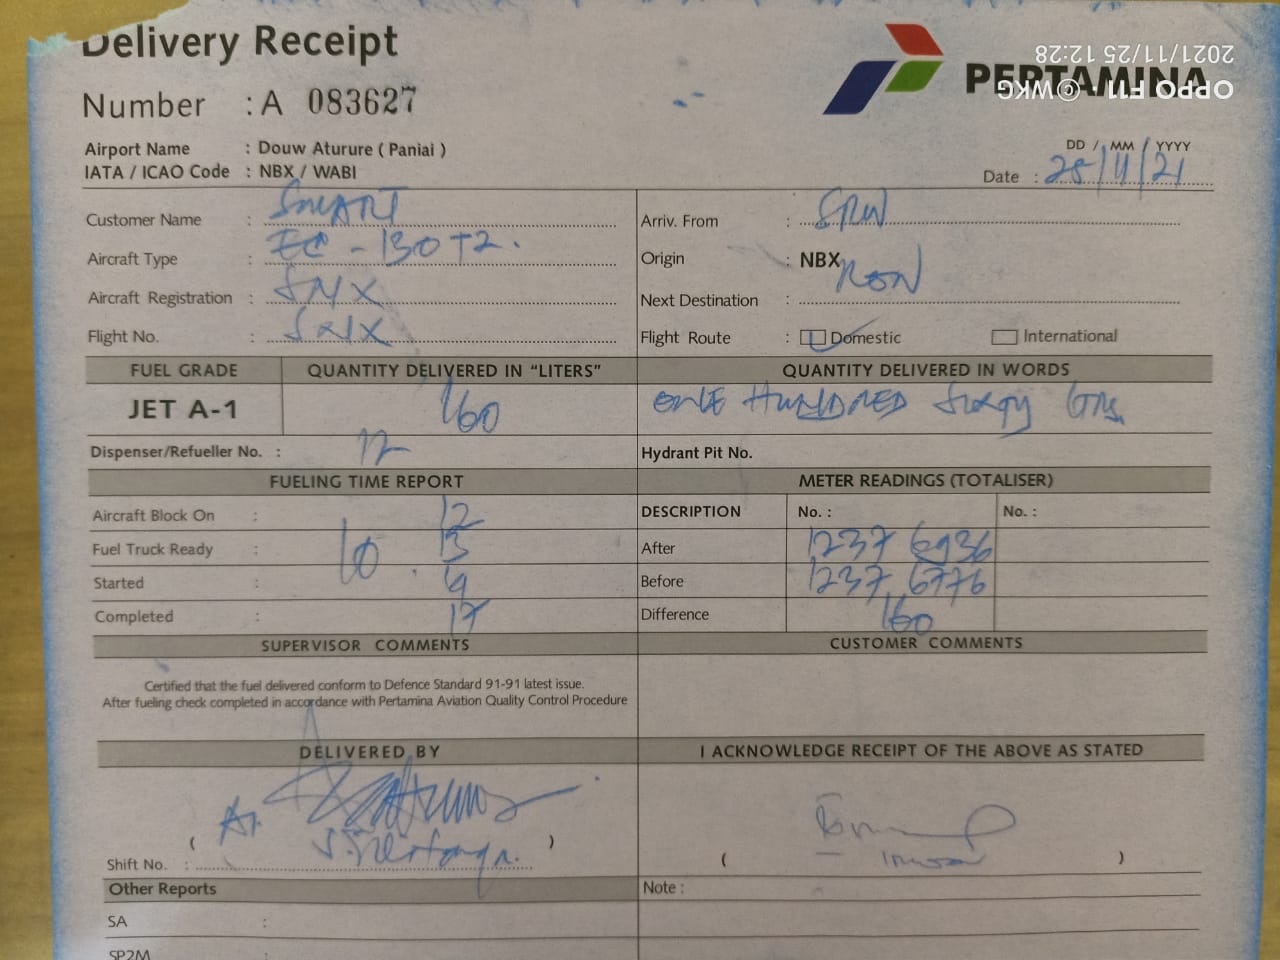 Delivery Receipt
Number : A 083627
PERTAMINA
2021/11/25 12:28
OPPO F11 · ©WKG
Airport Name : Douw Aturure ( Paniai )
IATA / ICAO Code : NBX / WABI
DD / MM / YYYY
Date : 25/11/21
Customer Name : SMART
Aircraft Type : EC - 130 T2.
Aircraft Registration : SNX
Flight No. : SNX
Arriv. From :
Origin : NBX
Next Destination : RON
Flight Route : Domestic International
FUEL GRADE QUANTITY DELIVERED IN "LITERS" QUANTITY DELIVERED IN WORDS
JET A-1 160 ONE HUNDRED Sixty
Dispenser/Refueller No. : 12 Hydrant Pit No.
FUELING TIME REPORT METER READINGS (TOTALISER)
Aircraft Block On : 12 DESCRIPTION No. : No. :
Fuel Truck Ready : 10 . 13 After 1237 6936
Started : Before 1237 6776
Completed : 17 Difference 160
SUPERVISOR COMMENTS CUSTOMER COMMENTS
Certified that the fuel delivered conform to Defence Standard 91-91 latest issue.
After fueling check completed in accordance with Pertamina Aviation Quality Control Procedure
DELIVERED BY I ACKNOWLEDGE RECEIPT OF THE ABOVE AS STATED
( ) ( )
Shift No. :
Other Reports Note :
SA :
SP2M